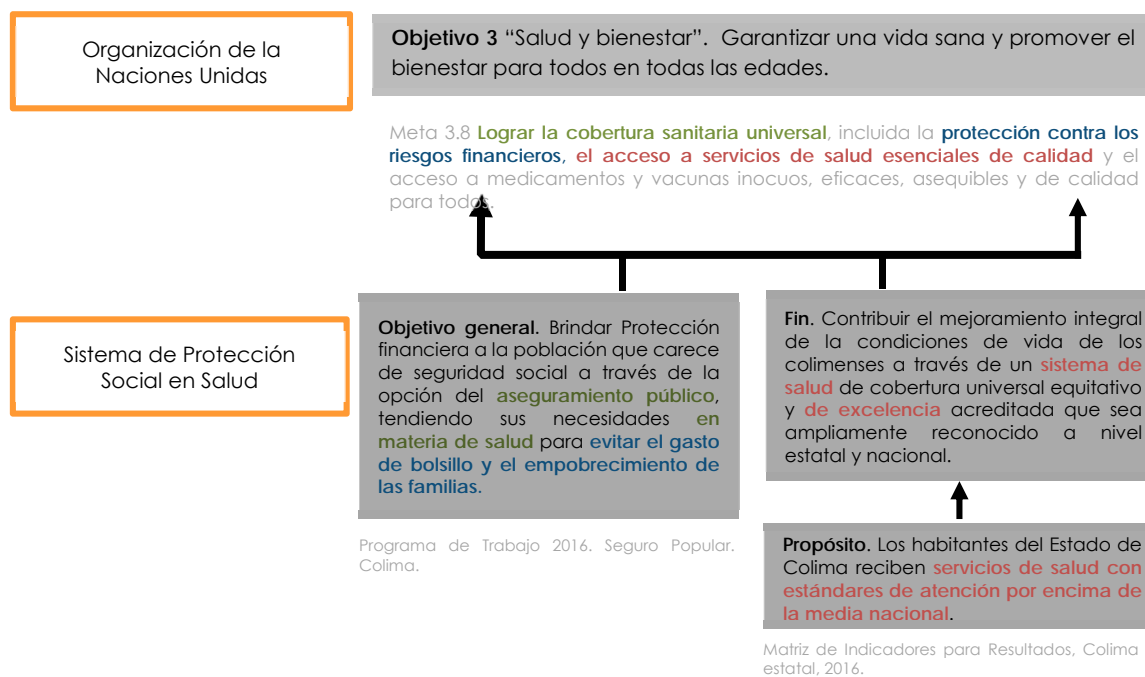 Organización de la
Naciones Unidas
Objetivo 3 “Salud y bienestar”. Garantizar una vida sana y promover el
bienestar para todos en todas las edades.
Meta 3.8 Lograr la cobertura sanitaria universal, incluida la protección contra los
riesgos financieros, el acceso a servicios de salud esenciales de calidad y el
acceso a medicamentos y vacunas inocuos, eficaces, asequibles y de calidad
para todos.
Sistema de Protección
Social en Salud
Objetivo general. Brindar Protección
financiera a la población que carece
de seguridad social a través de la
opción del aseguramiento público,
tendiendo sus necesidades en
materia de salud para evitar el gasto
de bolsillo y el empobrecimiento de
las familias.
Programa de Trabajo 2016. Seguro Popular.
Colima.
Fin. Contribuir el mejoramiento integral
de la condiciones de vida de los
colimenses a través de un sistema de
salud de cobertura universal equitativo
y de excelencia acreditada que sea
ampliamente reconocido a nivel
estatal y nacional.
Propósito. Los habitantes del Estado de
Colima reciben servicios de salud con
estándares de atención por encima de
la media nacional.
Matriz de Indicadores para Resultados, Colima
estatal, 2016.